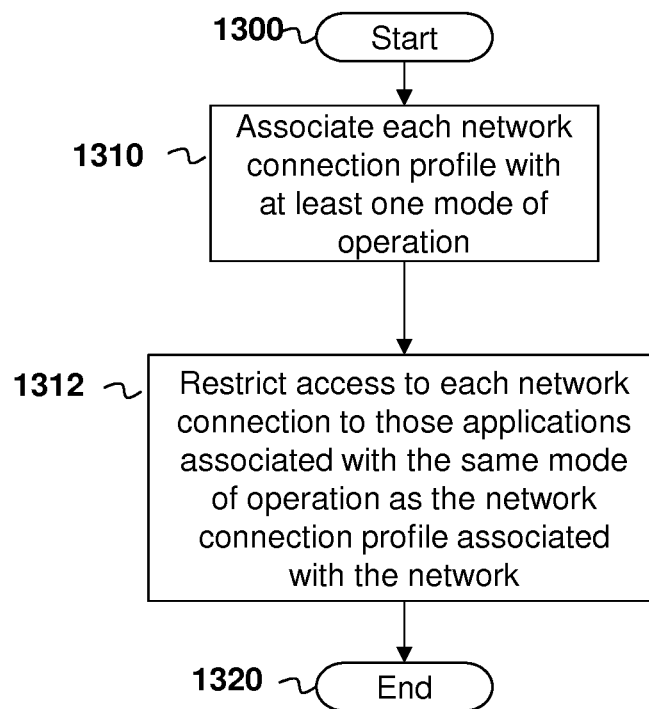 1300
Start
1310
Associate each network
connection profile with
at least one mode of
operation
1312
Restrict access to each network
connection to those applications
associated with the same mode
of operation as the network
connection profile associated
with the network
1320
End